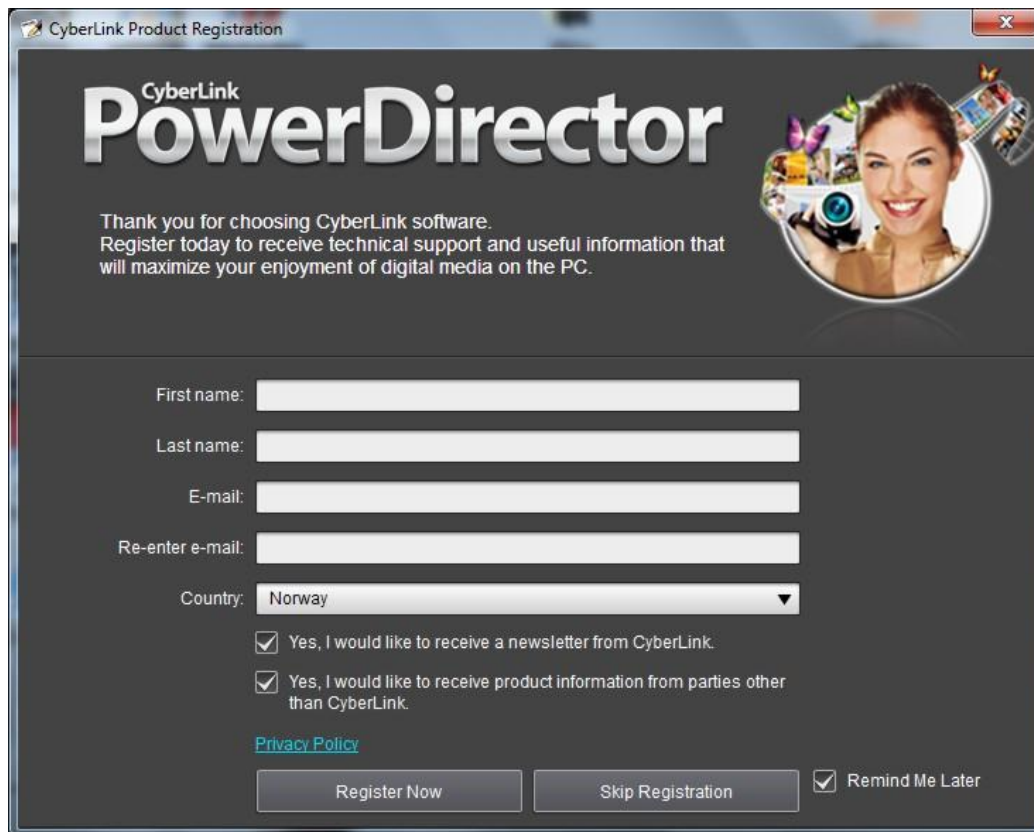 CyberLink Product Registration
x
CyberLink
PowerDirector
Thank you for choosing CyberLink software.
Register today to receive technical support and useful information that
will maximize your enjoyment of digital media on the PC.
First name:
Last name:
E-mail:
Re-enter e-mail:
Country: Norway
Yes, I would like to receive a newsletter from CyberLink.
Yes, I would like to receive product information from parties other
than CyberLink.
Privacy Policy
Register Now Skip Registration Remind Me Later